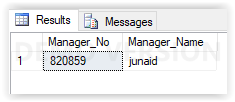 Results Messages
Manager_No Manager_Name
1 820859 junaid